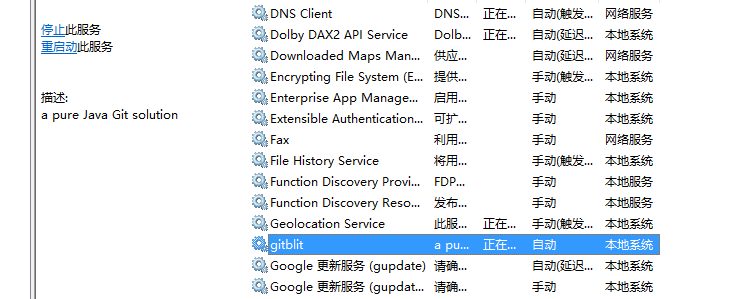 停止此服务
重启动此服务
描述:
a pure Java Git solution
DNS Client DNS... 正在... 自动(触发... 网络服务
Dolby DAX2 API Service Dolb... 正在... 自动(延迟... 本地系统
Downloaded Maps Man... 供应... 自动(延迟... 网络服务
Encrypting File System (E... 提供... 手动(触发... 本地系统
Enterprise App Manage... 启用... 手动 本地系统
Extensible Authentication... 可扩... 手动 本地系统
Fax 利用... 手动 网络服务
File History Service 将用... 手动(触发... 本地系统
Function Discovery Provi... FDP... 手动 本地服务
Function Discovery Reso... 发布... 手动 本地服务
Geolocation Service 此服... 正在... 手动(触发... 本地系统
gitblit a pu... 正在... 自动 本地系统
Google 更新服务 (gupdate) 请确... 自动(延迟... 本地系统
Google 更新服务 (gupdat... 请确... 手动 本地系统